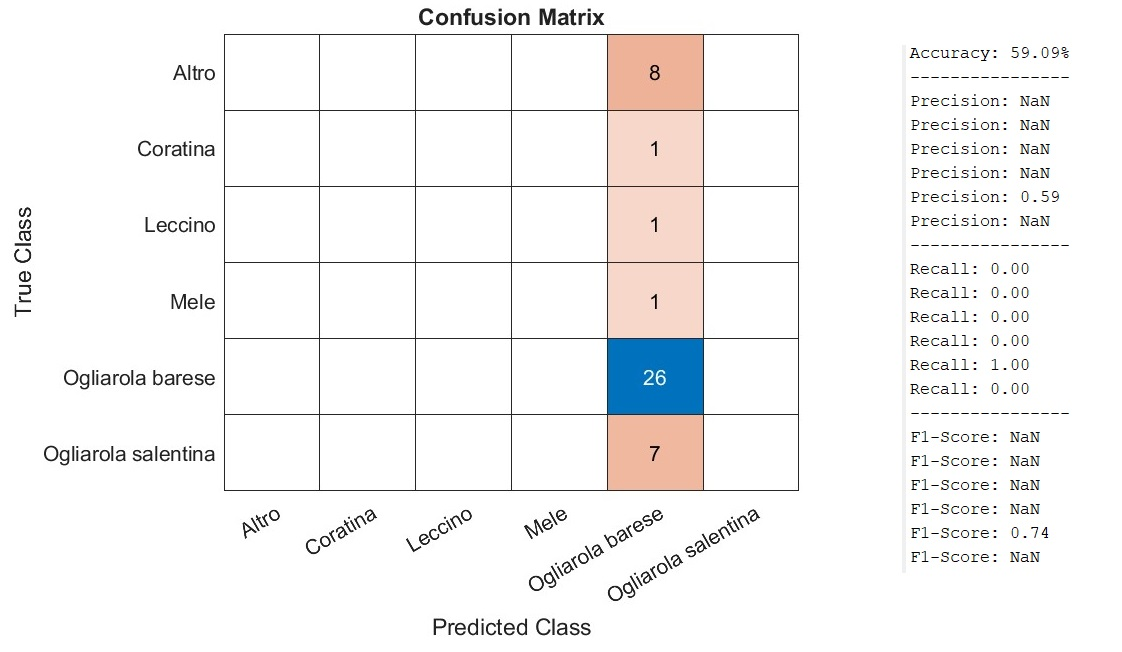 Confusion Matrix
True Class
Altro
8
Coratina
1
Leccino
1
Mele
1
Ogliarola barese
26
Ogliarola salentina
7
Altro
Coratina
Leccino
Mele
Ogliarola barese
Ogliarola salentina
Predicted Class
Accuracy: 59.09%
----------------
Precision: NaN
Precision: NaN
Precision: NaN
Precision: NaN
Precision: 0.59
Precision: NaN
----------------
Recall: 0.00
Recall: 0.00
Recall: 0.00
Recall: 0.00
Recall: 1.00
Recall: 0.00
----------------
F1-Score: NaN
F1-Score: NaN
F1-Score: NaN
F1-Score: NaN
F1-Score: 0.74
F1-Score: NaN